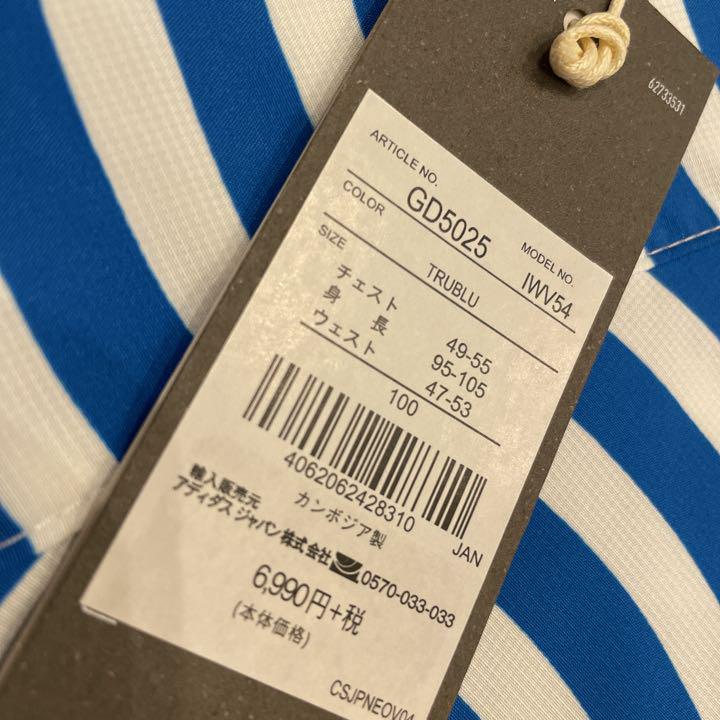 62733531
ARTICLE NO.
GD5025
MODEL NO.
IWV54
COLOR
TRUBLU
SIZE
チェスト 49-55
身長 95-105
ウェスト 47-53
100
4062062428310
JAN
カンボジア製
輸入販売元
アディダス ジャパン株式会社 0570-033-033
6,990円+税
(本体価格)
CSJPNEOV04